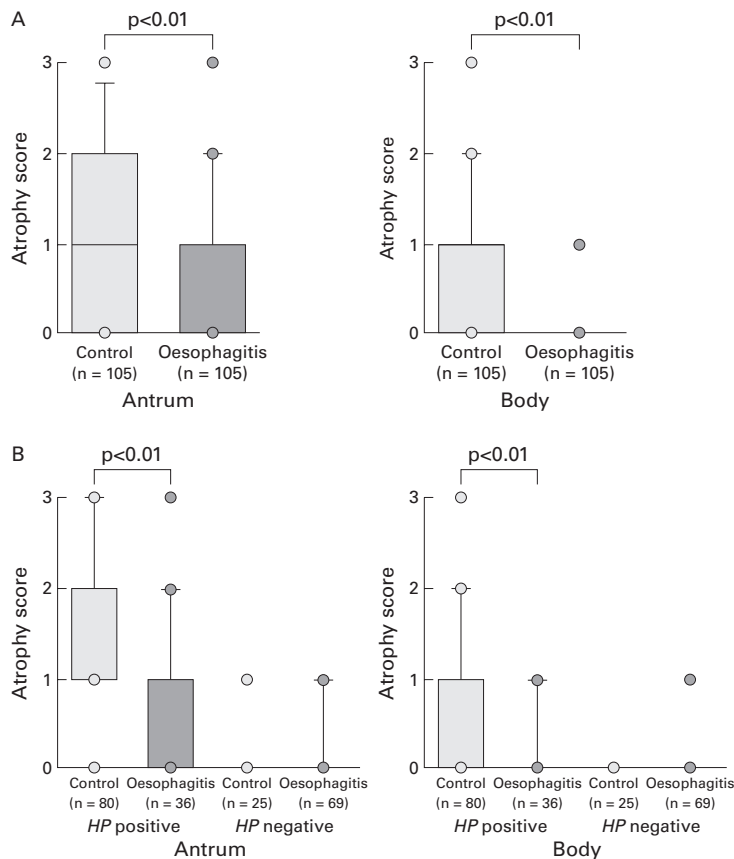 A
p<0.01
Atrophy score
3
2
1
0
Control
(n = 105)
Oesophagitis
(n = 105)
Antrum
p<0.01
Atrophy score
3
2
1
0
Control
(n = 105)
Oesophagitis
(n = 105)
Body
B
p<0.01
Atrophy score
3
2
1
0
Control
(n = 80)
Oesophagitis
(n = 36)
Control
(n = 25)
Oesophagitis
(n = 69)
HP positive
HP negative
Antrum
p<0.01
Atrophy score
3
2
1
0
Control
(n = 80)
Oesophagitis
(n = 36)
Control
(n = 25)
Oesophagitis
(n = 69)
HP positive
HP negative
Body